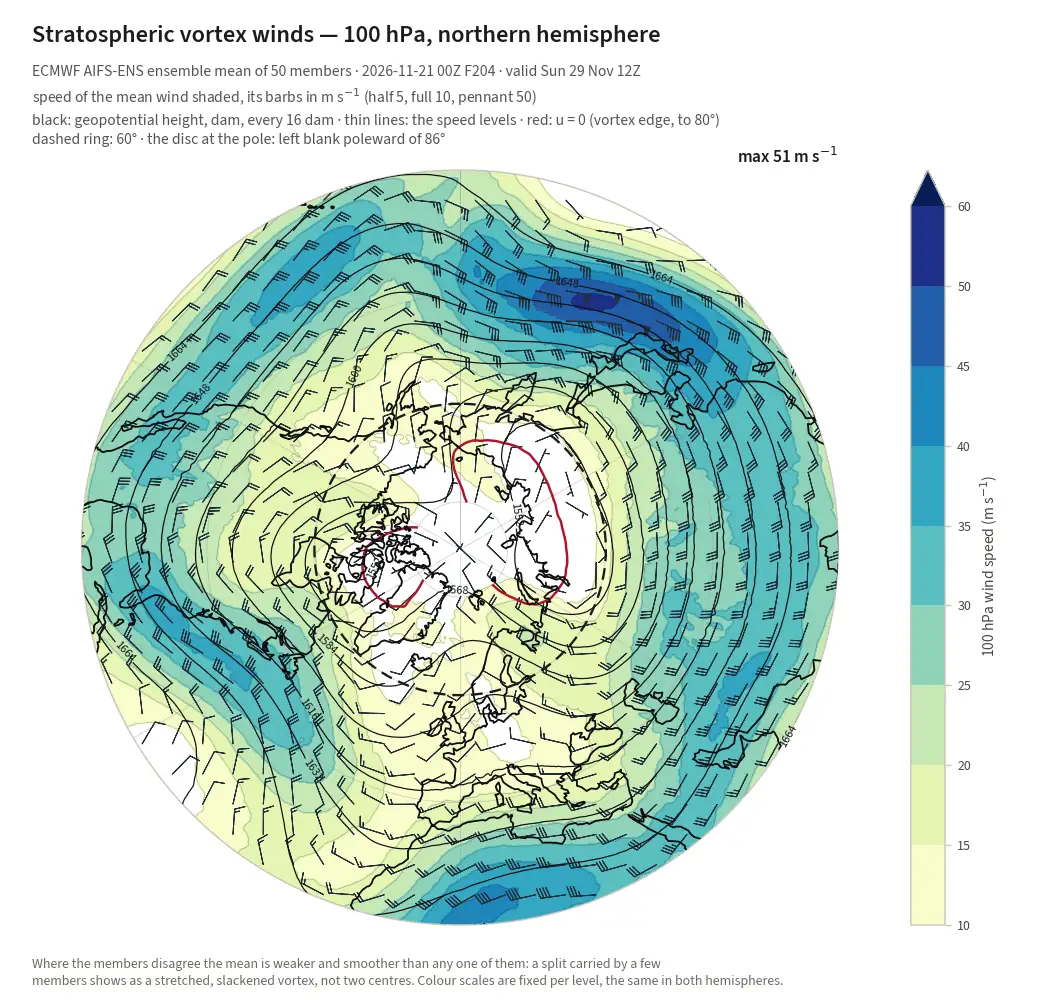 Stratospheric vortex winds — 100 hPa, northern hemisphere
ECMWF AIFS-ENS ensemble mean of 50 members · 2026-11-21 00Z F204 · valid Sun 29 Nov 12Z
speed of the mean wind shaded, its barbs in m s⁻¹ (half 5, full 10, pennant 50)
black: geopotential height, dam, every 16 dam · thin lines: the speed levels · red: u = 0 (vortex edge, to 80°)
dashed ring: 60° · the disc at the pole: left blank poleward of 86°
max 51 m s⁻¹
60
50
45
40
35
30
25
20
15
10
100 hPa wind speed (m s⁻¹)
1648
1664
1664
1600
1648
1568
1584
1664
1616
1664
Where the members disagree the mean is weaker and smoother than any one of them: a split carried by a few
members shows as a stretched, slackened vortex, not two centres. Colour scales are fixed per level, the same in both hemispheres.